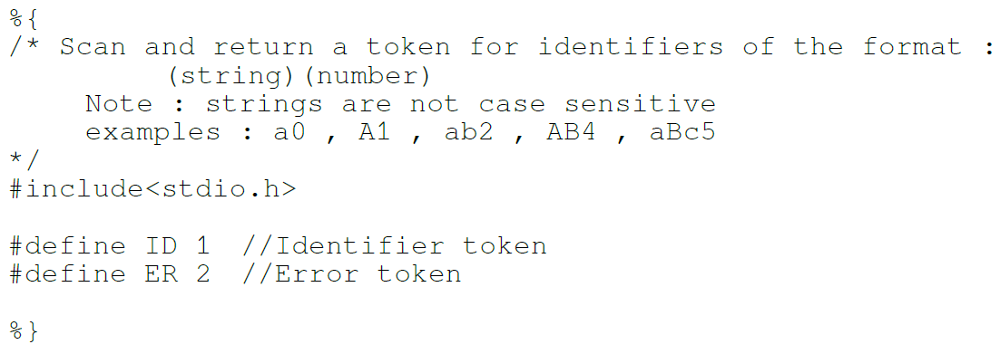 %{
/* Scan and return a token for identifiers of the format :
(string)(number)
Note : strings are not case sensitive
examples : a0 , A1 , ab2 , AB4 , aBc5
*/
#include<stdio.h>
#define ID 1 //Identifier token
#define ER 2 //Error token
%}